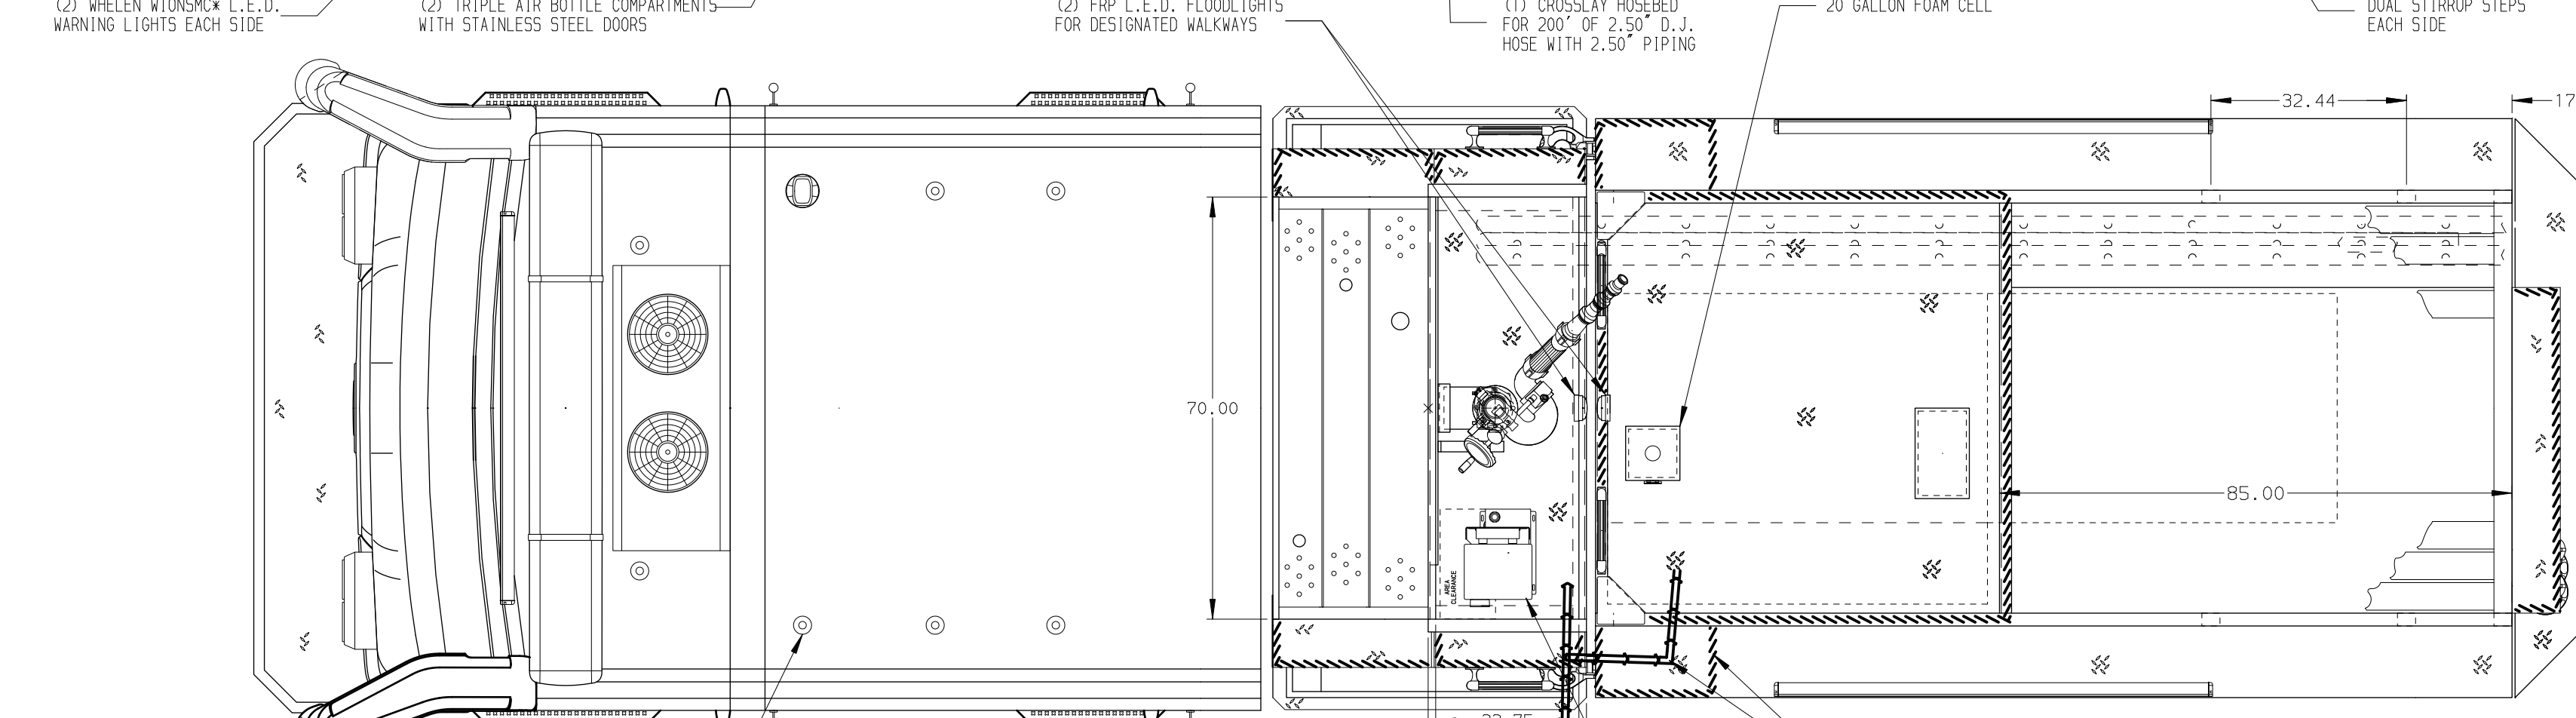 (2) WHELEN WIONSMC* L.E.D.
WARNING LIGHTS EACH SIDE
(2) TRIPLE AIR BOTTLE COMPARTMENTS
WITH STAINLESS STEEL DOORS
(2) FRP L.E.D. FLOODLIGHTS
FOR DESIGNATED WALKWAYS
(1) CROSSLAY HOSEBED
FOR 200' OF 2.50" D.J.
HOSE WITH 2.50" PIPING
20 GALLON FOAM CELL
DUAL STIRRUP STEPS
EACH SIDE
32.44
17
70.00
85.00
AREA
CLEARANCE